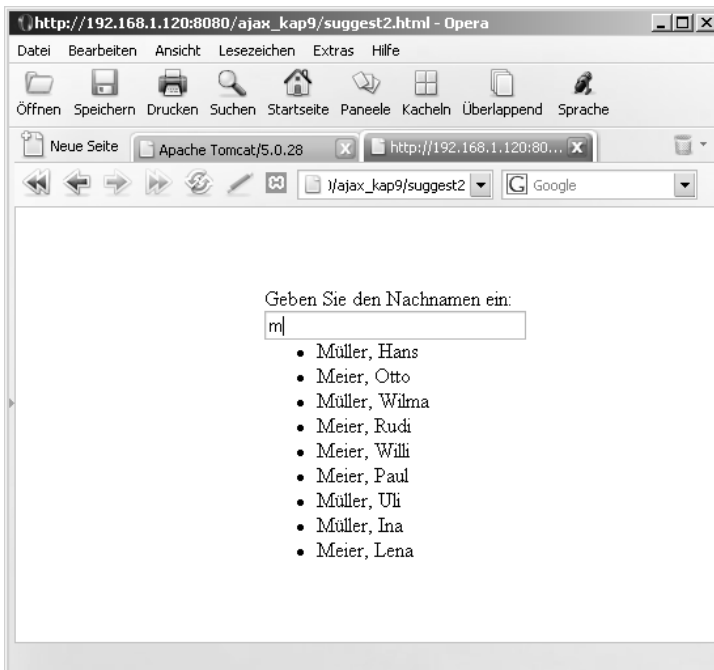 http://192.168.1.120:8080/ajax_kap9/suggest2.html - Opera
Datei Bearbeiten Ansicht Lesezeichen Extras Hilfe
Öffnen Speichern Drucken Suchen Startseite Paneele Kacheln Überlappend Sprache
Neue Seite Apache Tomcat/5.0.28 http://192.168.1.120:80...
)/ajax_kap9/suggest2 G Google
Geben Sie den Nachnamen ein:
m
• Müller, Hans
• Meier, Otto
• Müller, Wilma
• Meier, Rudi
• Meier, Willi
• Meier, Paul
• Müller, Uli
• Müller, Ina
• Meier, Lena